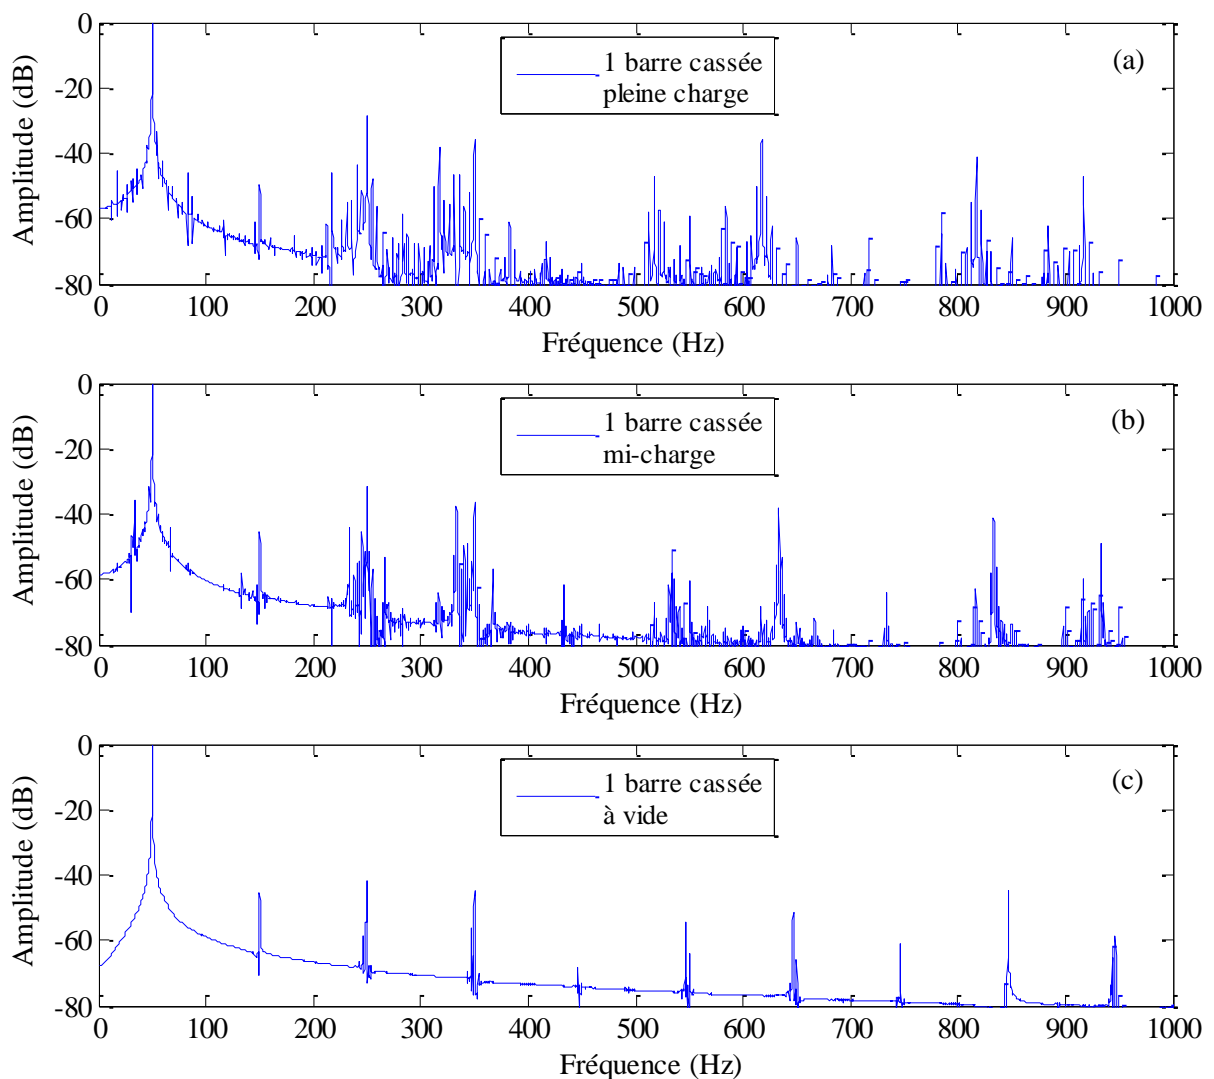 0
-20
-40
-60
-80
Amplitude (dB)
1 barre cassée
pleine charge
(a)
0 100 200 300 400 500 600 700 800 900 1000
Fréquence (Hz)
0
-20
-40
-60
-80
Amplitude (dB)
1 barre cassée
mi-charge
(b)
0 100 200 300 400 500 600 700 800 900 1000
Fréquence (Hz)
0
-20
-40
-60
-80
Amplitude (dB)
1 barre cassée
à vide
(c)
0 100 200 300 400 500 600 700 800 900 1000
Fréquence (Hz)